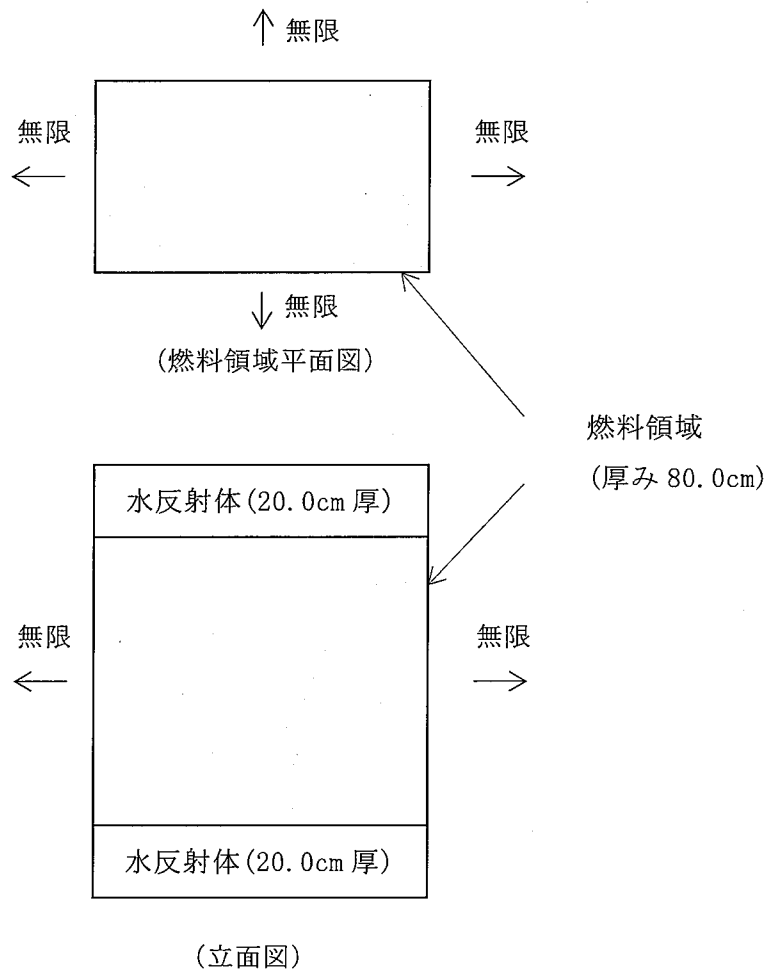 無限
無限
無限
無限
(燃料領域平面図)
燃料領域
(厚み 80.0cm)
水反射体(20.0cm 厚)
無限
無限
水反射体(20.0cm 厚)
(立面図)